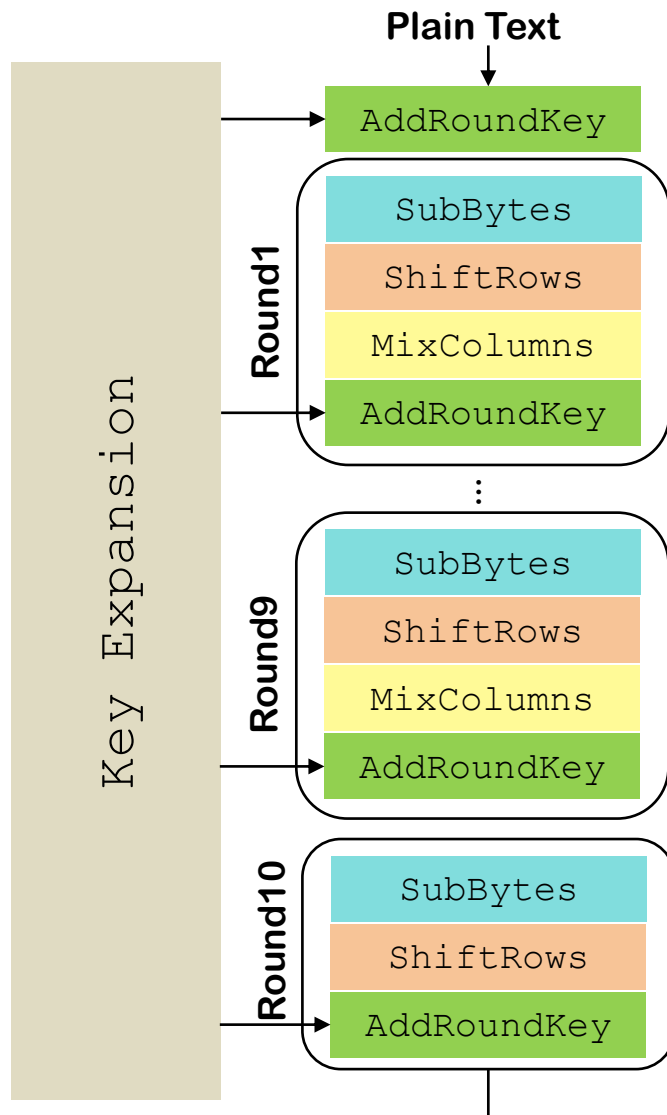 Plain Text
Key Expansion
AddRoundKey
Round1
SubBytes
ShiftRows
MixColumns
AddRoundKey
...
Round9
SubBytes
ShiftRows
MixColumns
AddRoundKey
Round10
SubBytes
ShiftRows
AddRoundKey